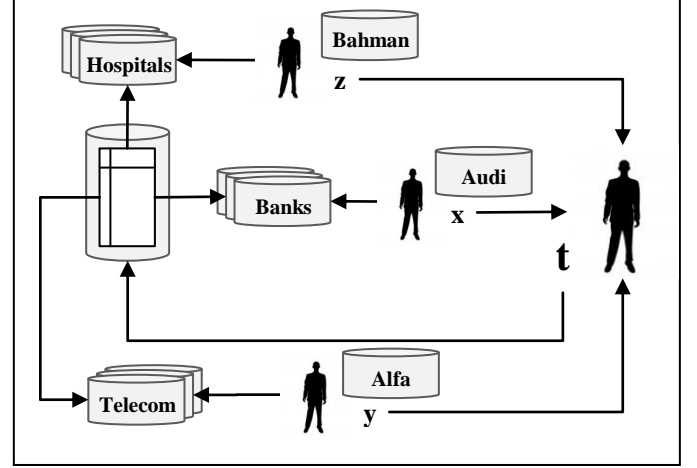 Bahman
Hospitals
z
Audi
Banks
x
t
Alfa
Telecom
y